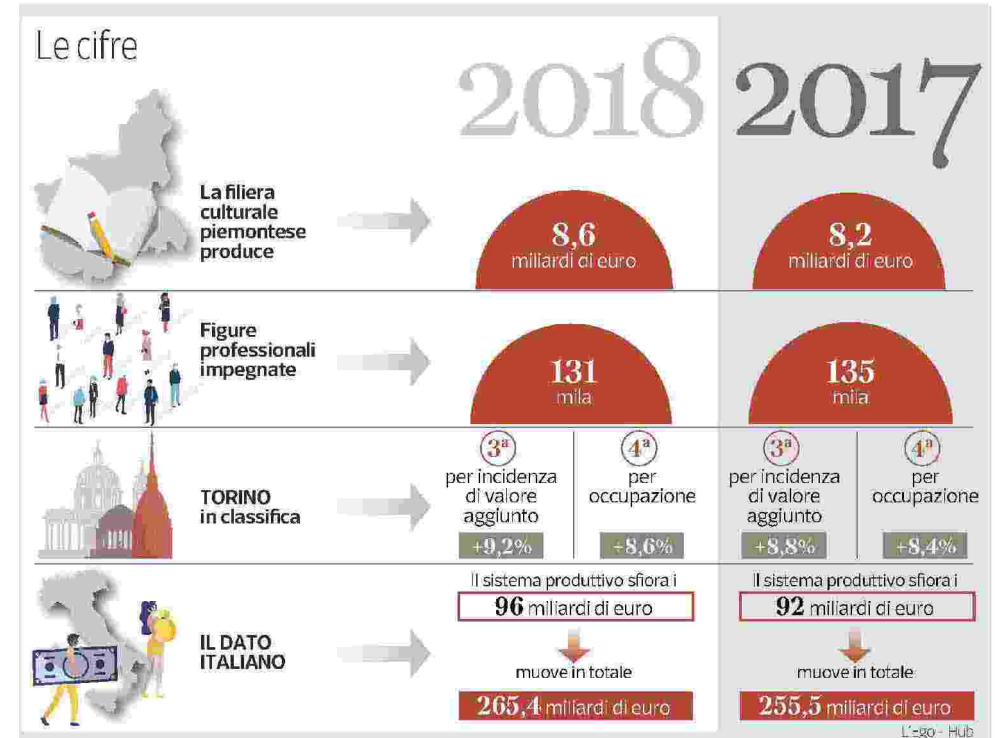 Le cifre
2018
2017
La filiera
culturale
piemontese
produce
8,6
miliardi di euro
8,2
miliardi di euro
Figure
professionali
impegnate
131
mila
135
mila
TORINO
in classifica
3ª
per incidenza
di valore
aggiunto
+9,2%
4ª
per
occupazione
+8,6%
3ª
per incidenza
di valore
aggiunto
+8,8%
4ª
per
occupazione
+8,4%
IL DATO
ITALIANO
Il sistema produttivo sfiora i
96 miliardi di euro
muove in totale
265,4 miliardi di euro
Il sistema produttivo sfiora i
92 miliardi di euro
muove in totale
255,5 miliardi di euro
L'Ego - Hub